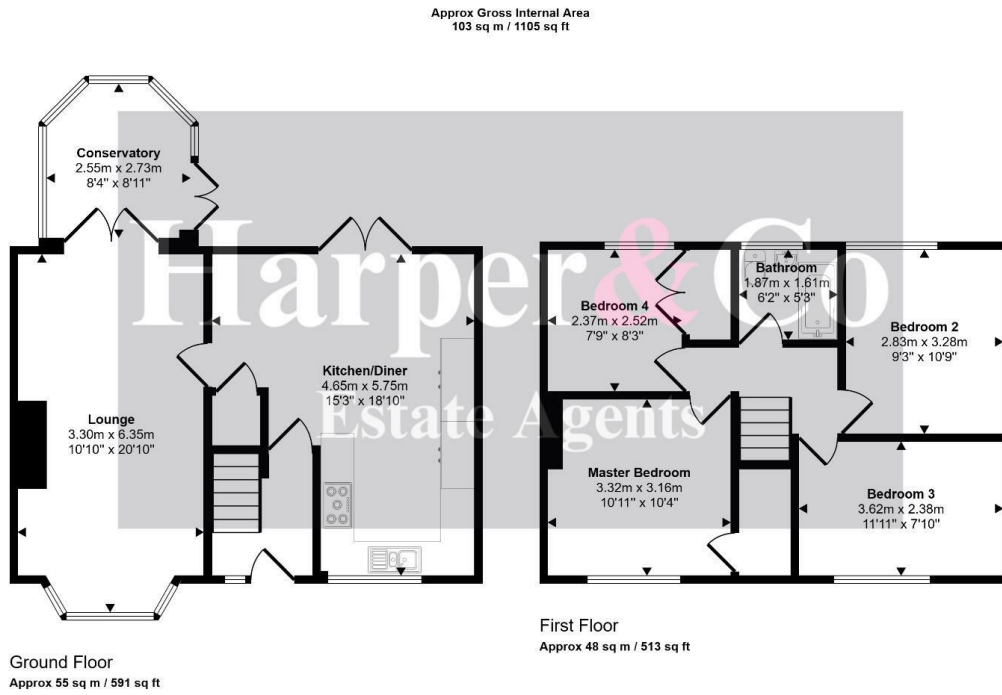 Approx Gross Internal Area
103 sq m / 1105 sq ft
Conservatory
2.55m x 2.73m
8'4" x 8'11"
Harper&Co
Estate Agents
Lounge
3.30m x 6.35m
10'10" x 20'10"
Kitchen/Diner
4.65m x 5.75m
15'3" x 18'10"
Ground Floor
Approx 55 sq m / 591 sq ft
Bedroom 4
2.37m x 2.52m
7'9" x 8'3"
Bathroom
1.87m x 1.61m
6'2" x 5'3"
Bedroom 2
2.83m x 3.28m
9'3" x 10'9"
Master Bedroom
3.32m x 3.16m
10'11" x 10'4"
Bedroom 3
3.62m x 2.38m
11'11" x 7'10"
First Floor
Approx 48 sq m / 513 sq ft